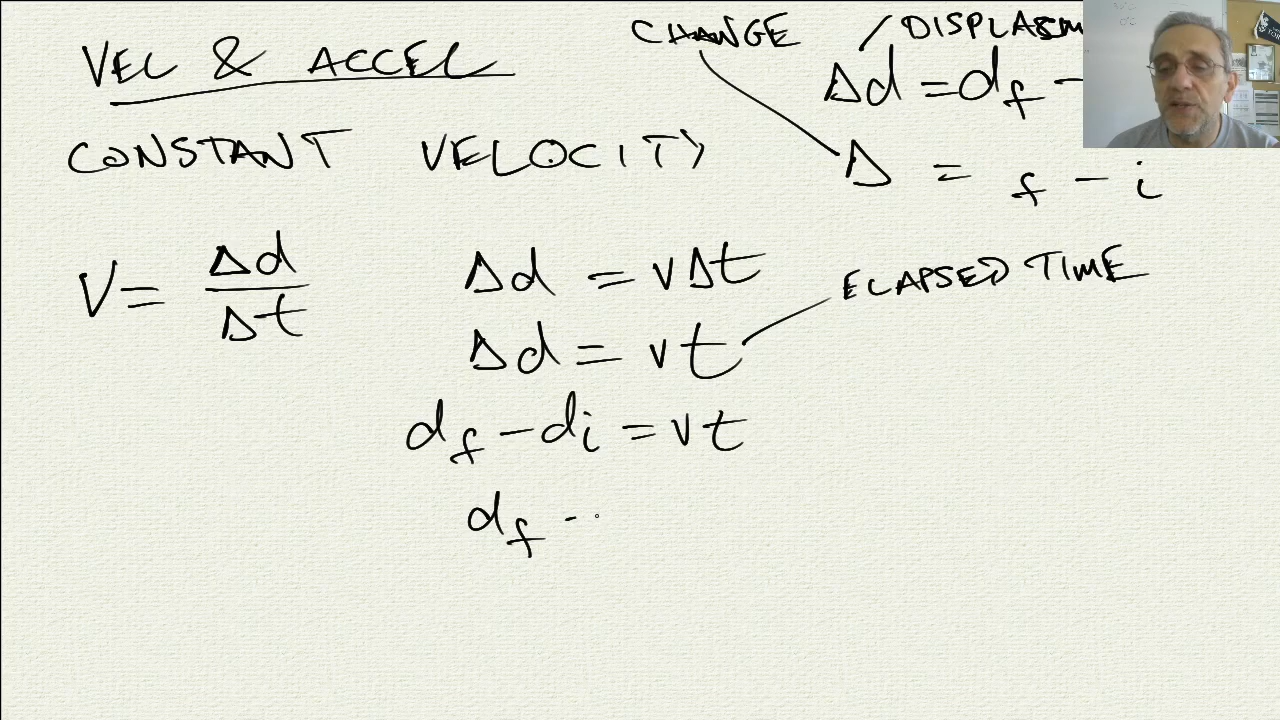 VEL & ACCEL
CHANGE / DISPLASM
Δd = df -
CONSTANT VELOCITY
Δ = f - i
V = Δd / Δt
Δd = vΔt
ELAPSED TIME
Δd = vt
df - di = vt
df -